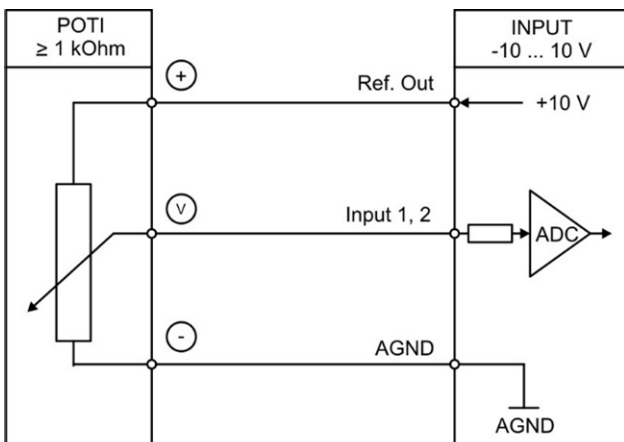 POTI
≥ 1 kOhm
INPUT
-10 ... 10 V
+
Ref. Out
+10 V
V
Input 1, 2
ADC
-
AGND
AGND